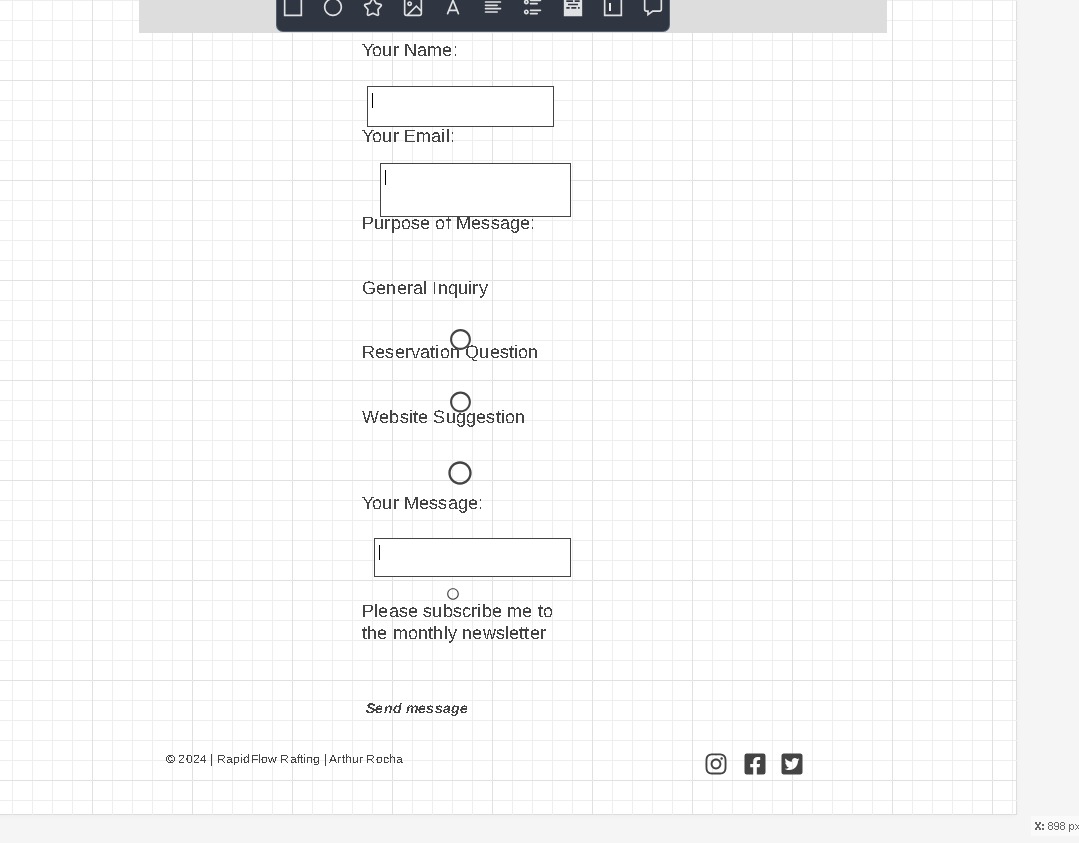 Your Name:
Your Email:
Purpose of Message:
General Inquiry
Reservation Question
Website Suggestion
Your Message:
Please subscribe me to
the monthly newsletter
Send message
© 2024 | RapidFlow Rafting | Arthur Rocha
X: 898 px